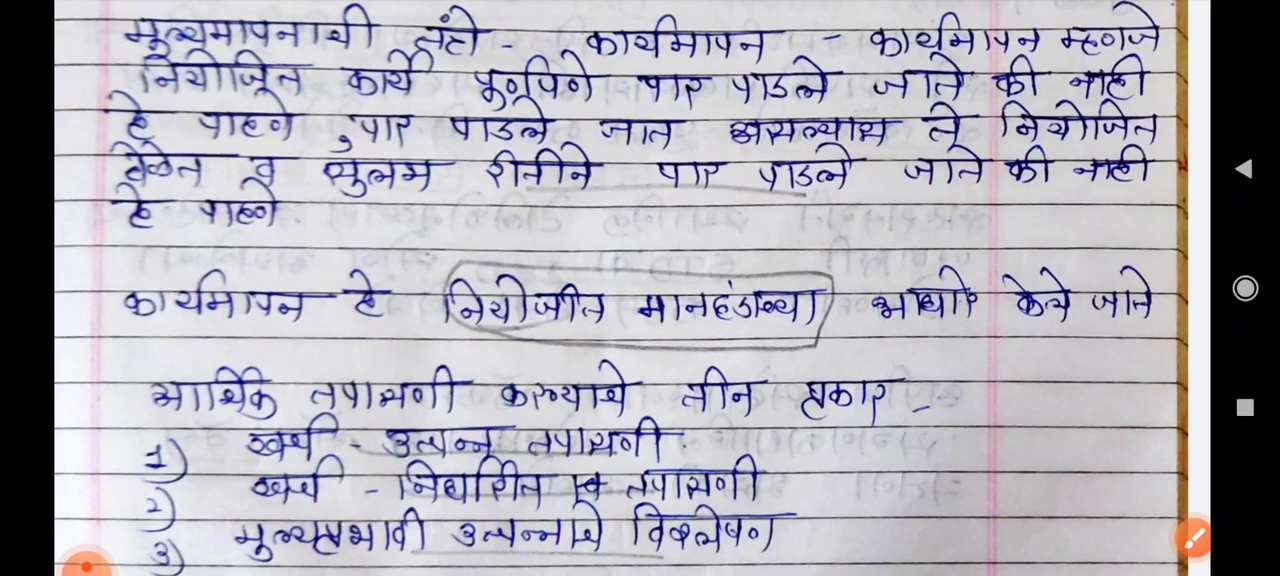 मुल्यमापनाची तंत्रे - कार्यमापन - कार्यमापन म्हणजे
नियोजित कार्य पुर्णपणे पार पाडले जाते की नाही
हे पाहणे, पार पाडले जात असल्यास ते नियोजित
वेळेत व सुलभ रीतीने पार पाडले जाते की नाही
हे पाहणे.
कार्यमापन हे नियोजीत मानदंडाच्या आधारे केले जाते
आर्थिक तपासणी करण्याचे तीन प्रकार -
1) खर्च - उत्पन्न तपासणी
2) खर्च - निर्धारित तपासणी
3) मुल्यप्रभावी उत्पन्नाचे विश्लेषण